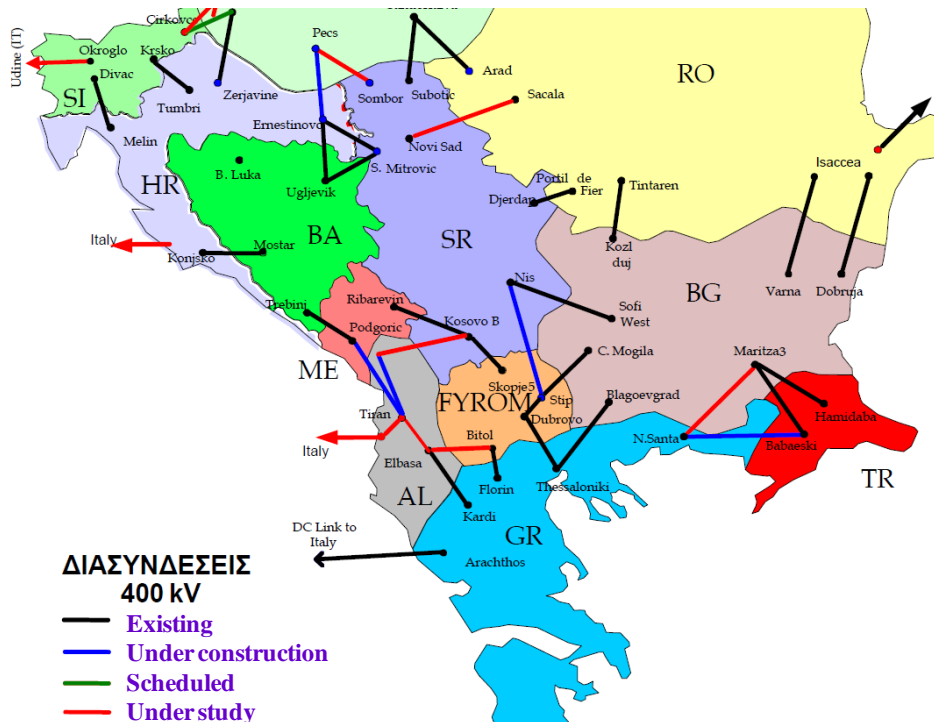 Cirkovce
Pecs
Udine (IT)
Okroglo
Krsko
Arad
RO
Divac
SI
Tumbri
Zerjavine
Sombor
Subotic
Sacala
Melin
Ernestinovo
Novi Sad
B. Luka
S. Mitrovic
Isaccea
HR
Ugljevik
Portil de
Fier
Tintaren
Djerdap
BA
SR
Italy
Mostar
Konjsko
Kozl
duj
Nis
BG
Varna
Dobruja
Trebinj
Ribarevin
Sofi
West
Podgoric
Kosovo B
C. Mogila
Maritza3
ME
Skopje5
FYROM
Stip
Blagoevgrad
Hamidaba
Tiran
Dubrovo
Italy
Bitol
N.Santa
Babaeski
Elbasa
TR
AL
Florin
Thessaloniki
Kardi
GR
DC Link to
Italy
Arachthos
ΔΙΑΣΥΝΔΕΣΕΙΣ
400 kV
Existing
Under construction
Scheduled
Under study